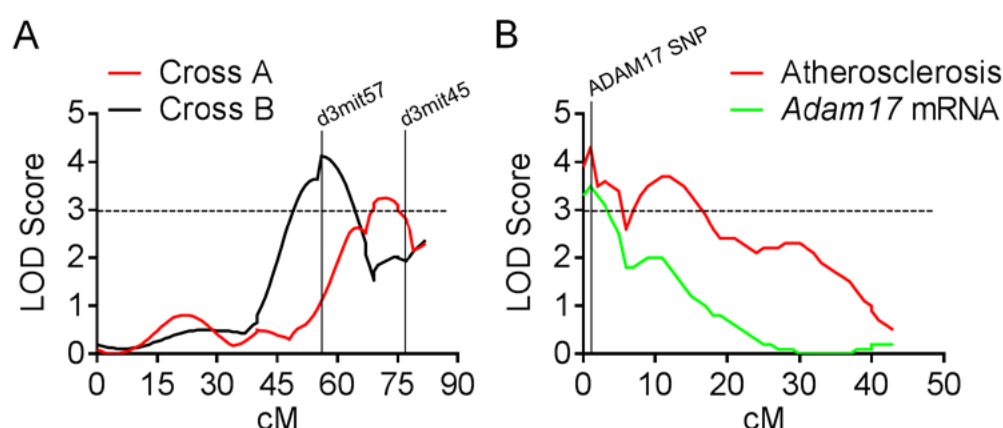 A
Cross A
Cross B
d3mit57
d3mit45
LOD Score
5
4
3
2
1
0
0 15 30 45 60 75 90
cM
B
ADAM17 SNP
Atherosclerosis
Adam17 mRNA
LOD Score
5
4
3
2
1
0
0 10 20 30 40 50
cM